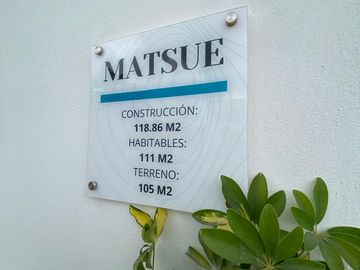 MATSUE
CONSTRUCCIÓN:
118.86 M2
HABITABLES:
111 M2
TERRENO:
105 M2